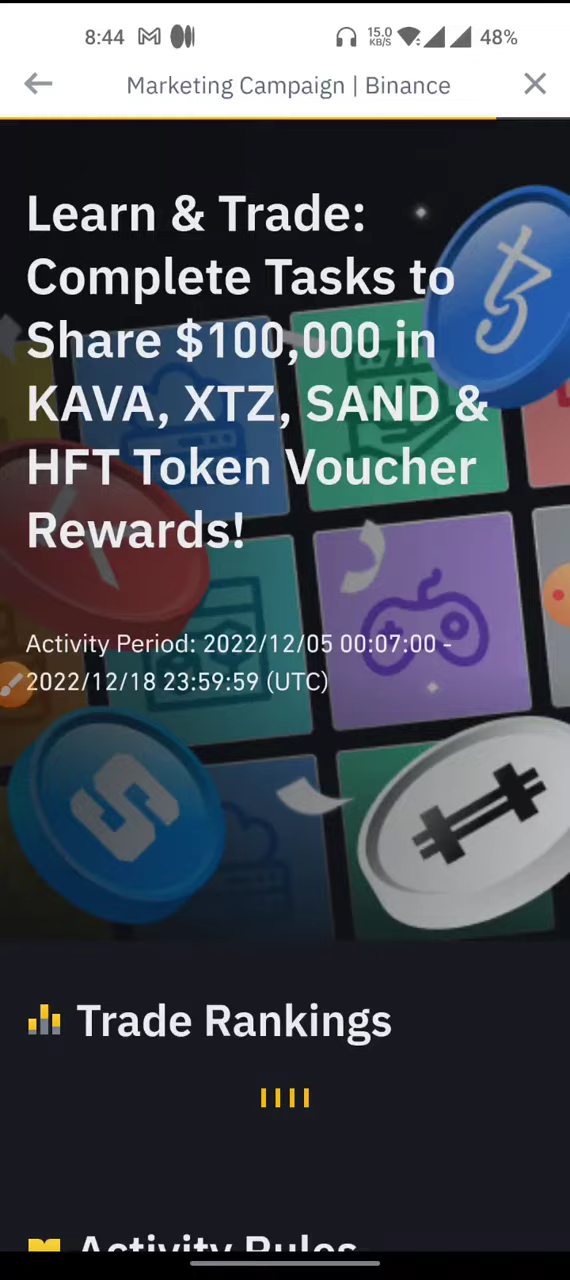 8:44
15.0
KB/S
48%
Marketing Campaign | Binance
Learn & Trade:
Complete Tasks to
Share $100,000 in
KAVA, XTZ, SAND &
HFT Token Voucher
Rewards!
Activity Period: 2022/12/05 00:07:00 -
2022/12/18 23:59:59 (UTC)
Trade Rankings
Activity Rules